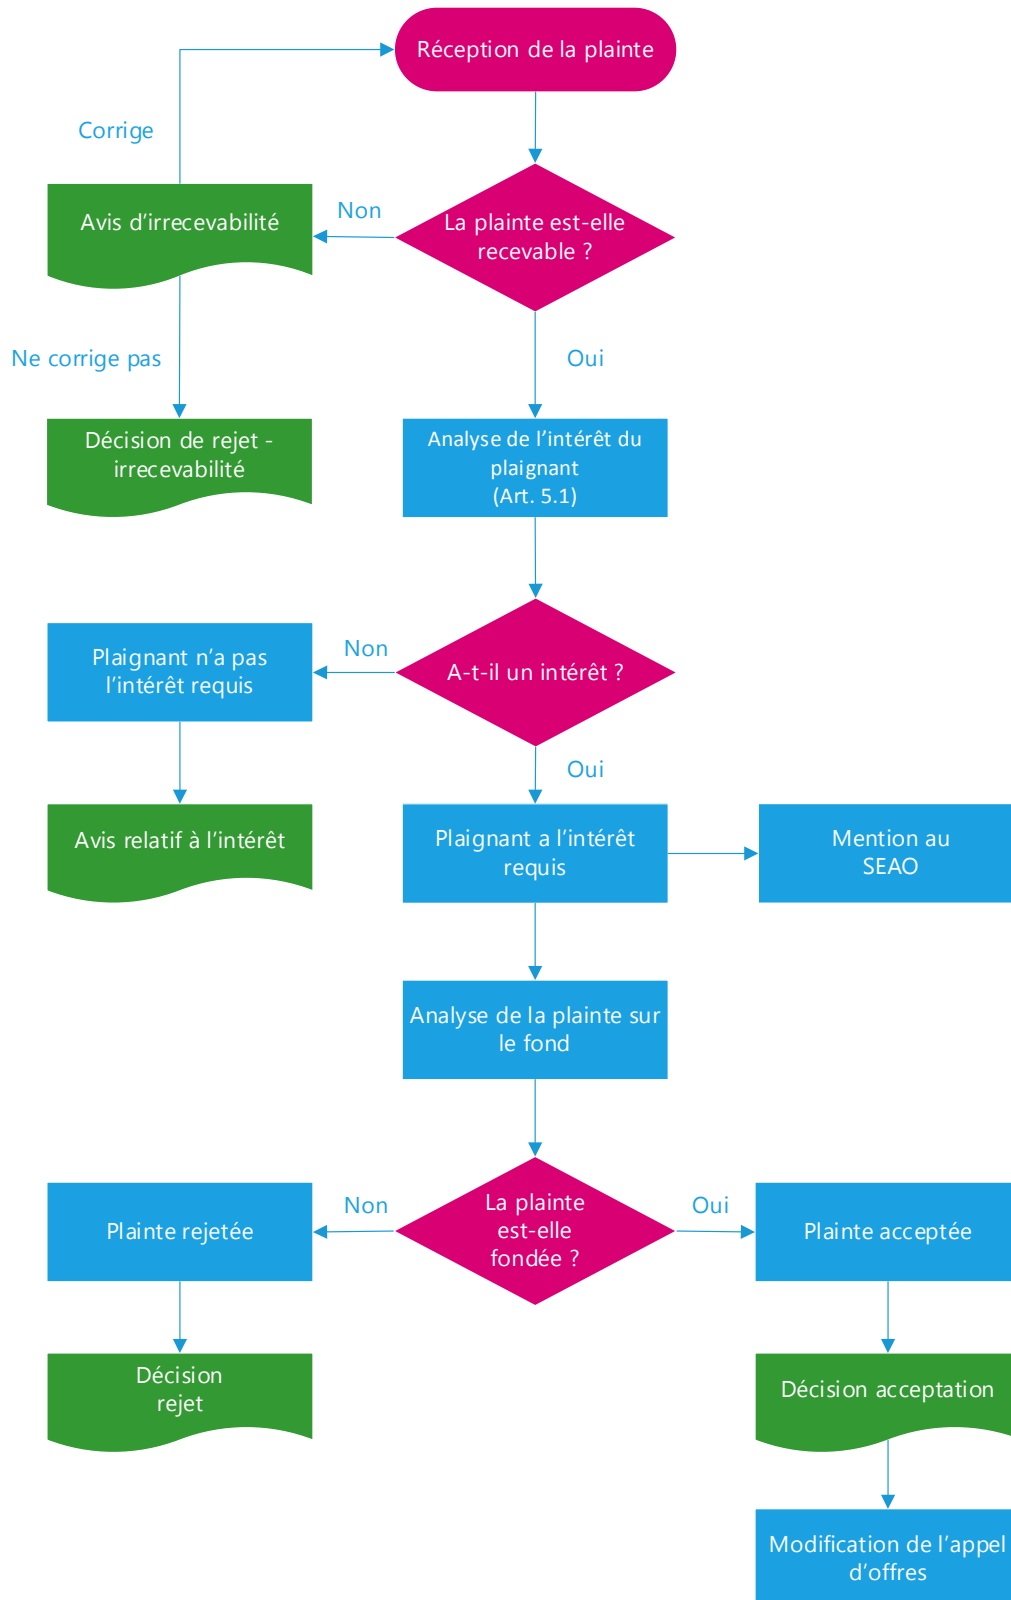 Réception de la plainte
Corrige
Avis d'irrecevabilité
Non
La plainte est-elle
recevable ?
Ne corrige pas
Oui
Décision de rejet -
irrecevabilité
Analyse de l'intérêt du
plaignant
(Art. 5.1)
Plaignant n'a pas
l'intérêt requis
Non
A-t-il un intérêt ?
Oui
Avis relatif à l'intérêt
Plaignant a l'intérêt
requis
Mention au
SEAO
Analyse de la plainte sur
le fond
Plainte rejetée
Non
La plainte
est-elle
fondée ?
Oui
Plainte acceptée
Décision
rejet
Décision acceptation
Modification de l'appel
d'offres